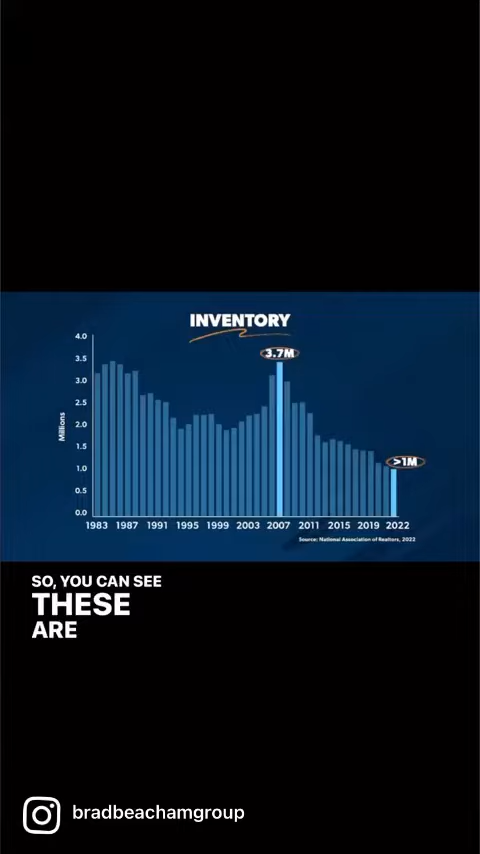 INVENTORY
4.0
3.7M
3.5
3.0
2.5
Millions
2.0
1.5
1.0
>1M
0.5
0.0
1983 1987 1991 1995 1999 2003 2007 2011 2015 2019 2022
Source: National Association of Realtors, 2022
SO, YOU CAN SEE
THESE
ARE
bradbeachamgroup